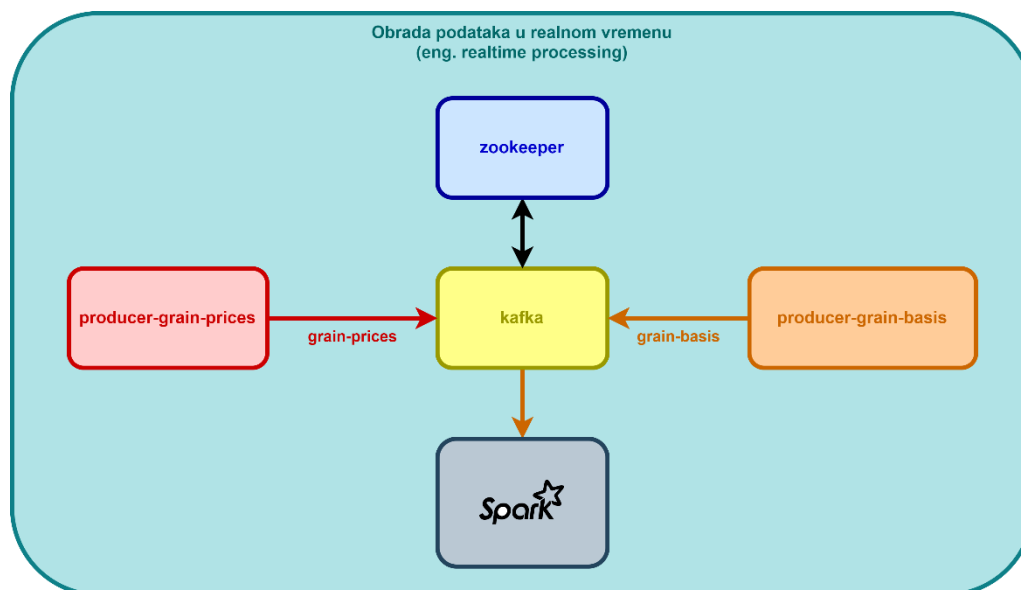 Obrada podataka u realnom vremenu
(eng. realtime processing)
zookeeper
producer-grain-prices
grain-prices
kafka
grain-basis
producer-grain-basis
Spark